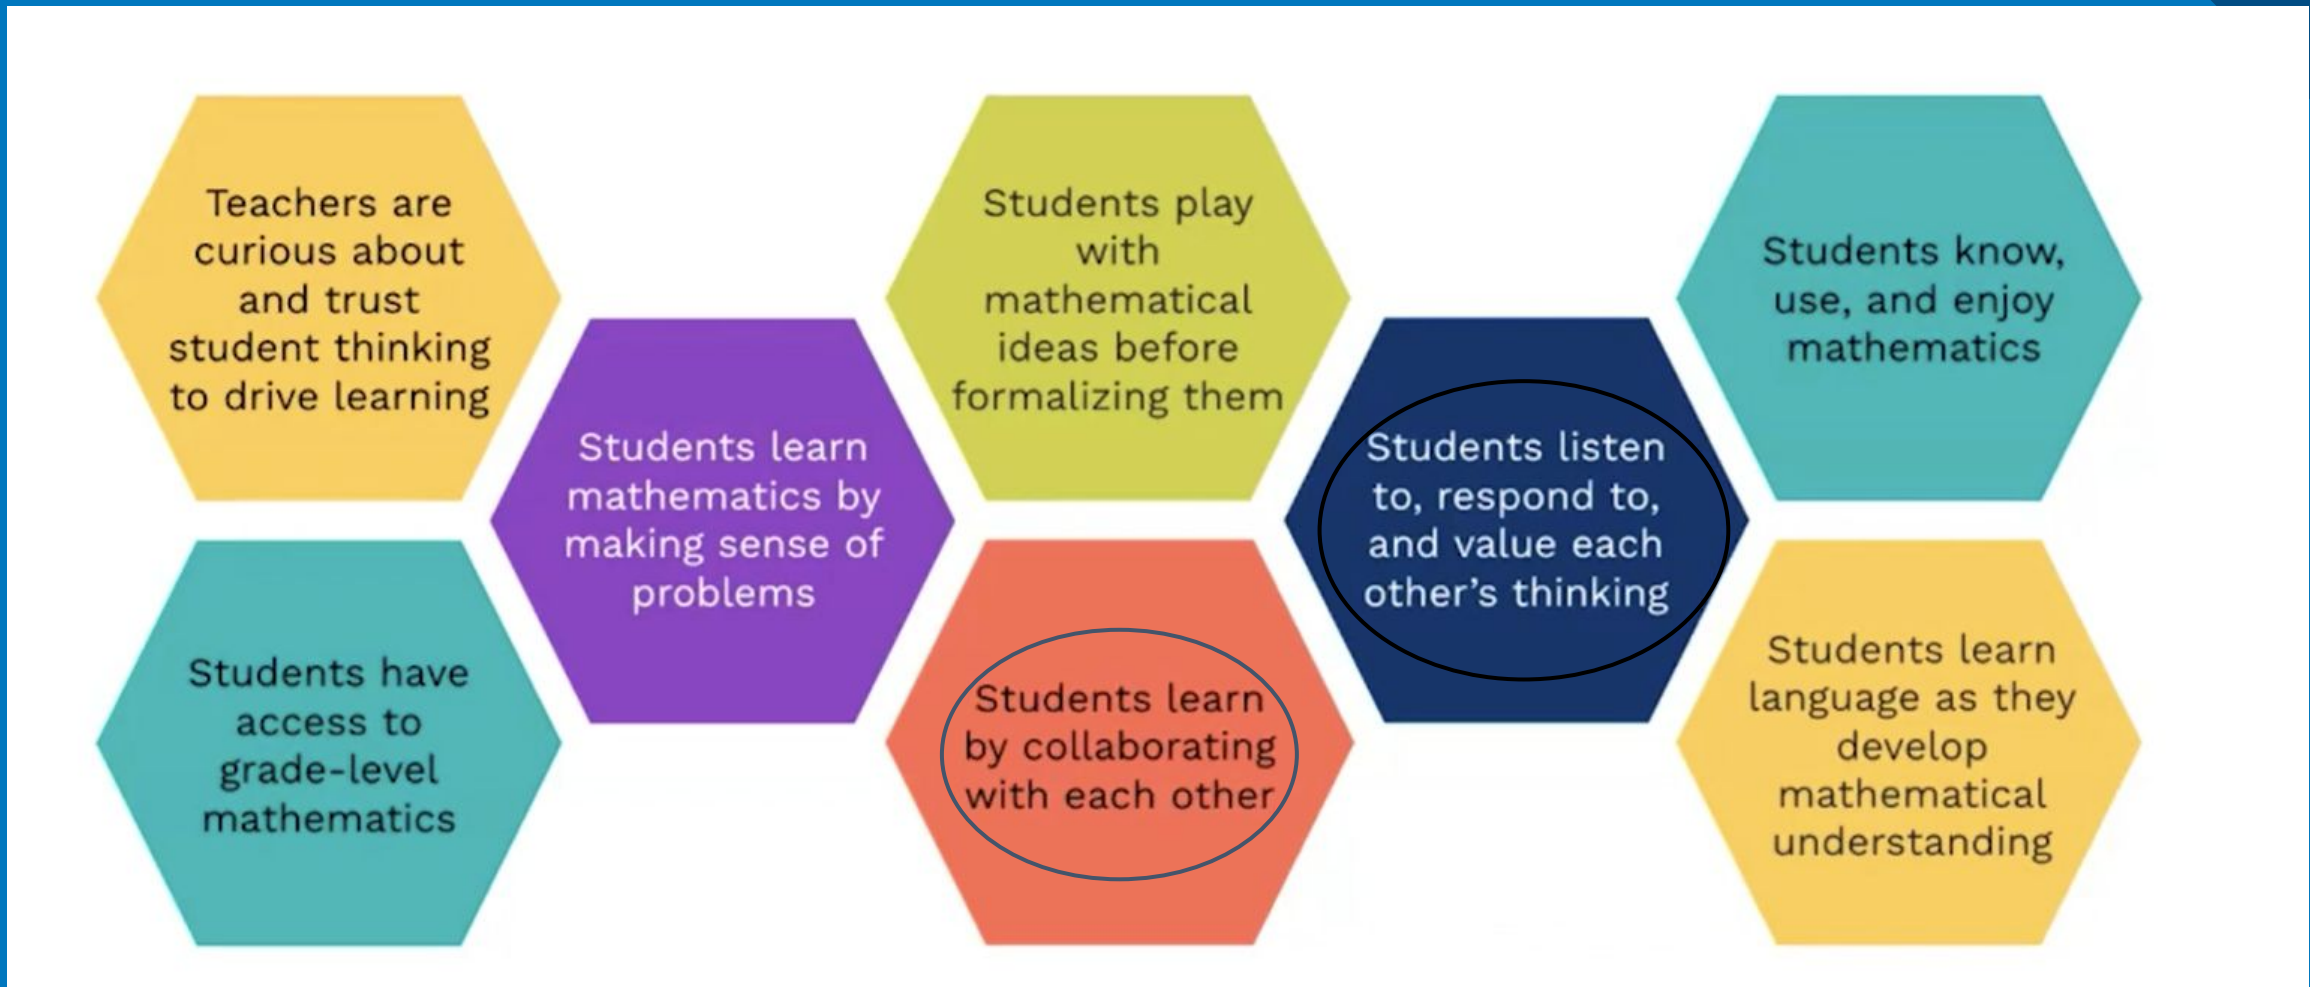 Teachers are
curious about
and trust
student thinking
to drive learning
Students have
access to
grade-level
mathematics
Students learn
mathematics by
making sense of
problems
Students play
with
mathematical
ideas before
formalizing them
Students learn
by collaborating
with each other
Students listen
to, respond to,
and value each
other’s thinking
Students know,
use, and enjoy
mathematics
Students learn
language as they
develop
mathematical
understanding